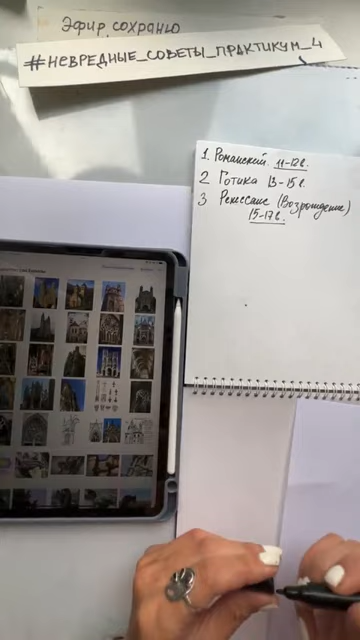 Эфир сохраню
#НЕВРЕДНЫЕ_СОВЕТЫ_ПРАКТИКУМ_4
1. Романский. 11-12в.
2 Готика 13-15в.
3 Ренессанс (Возрождение)
15-17в.